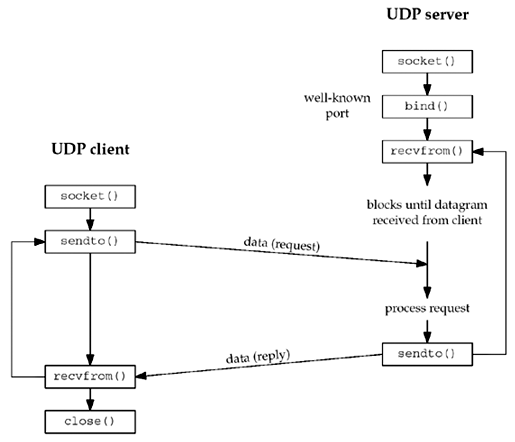 UDP server
socket()
well-known
port
bind()
recvfrom()
UDP client
blocks until datagram
received from client
socket()
sendto()
data (request)
process request
data (reply)
sendto()
recvfrom()
close()